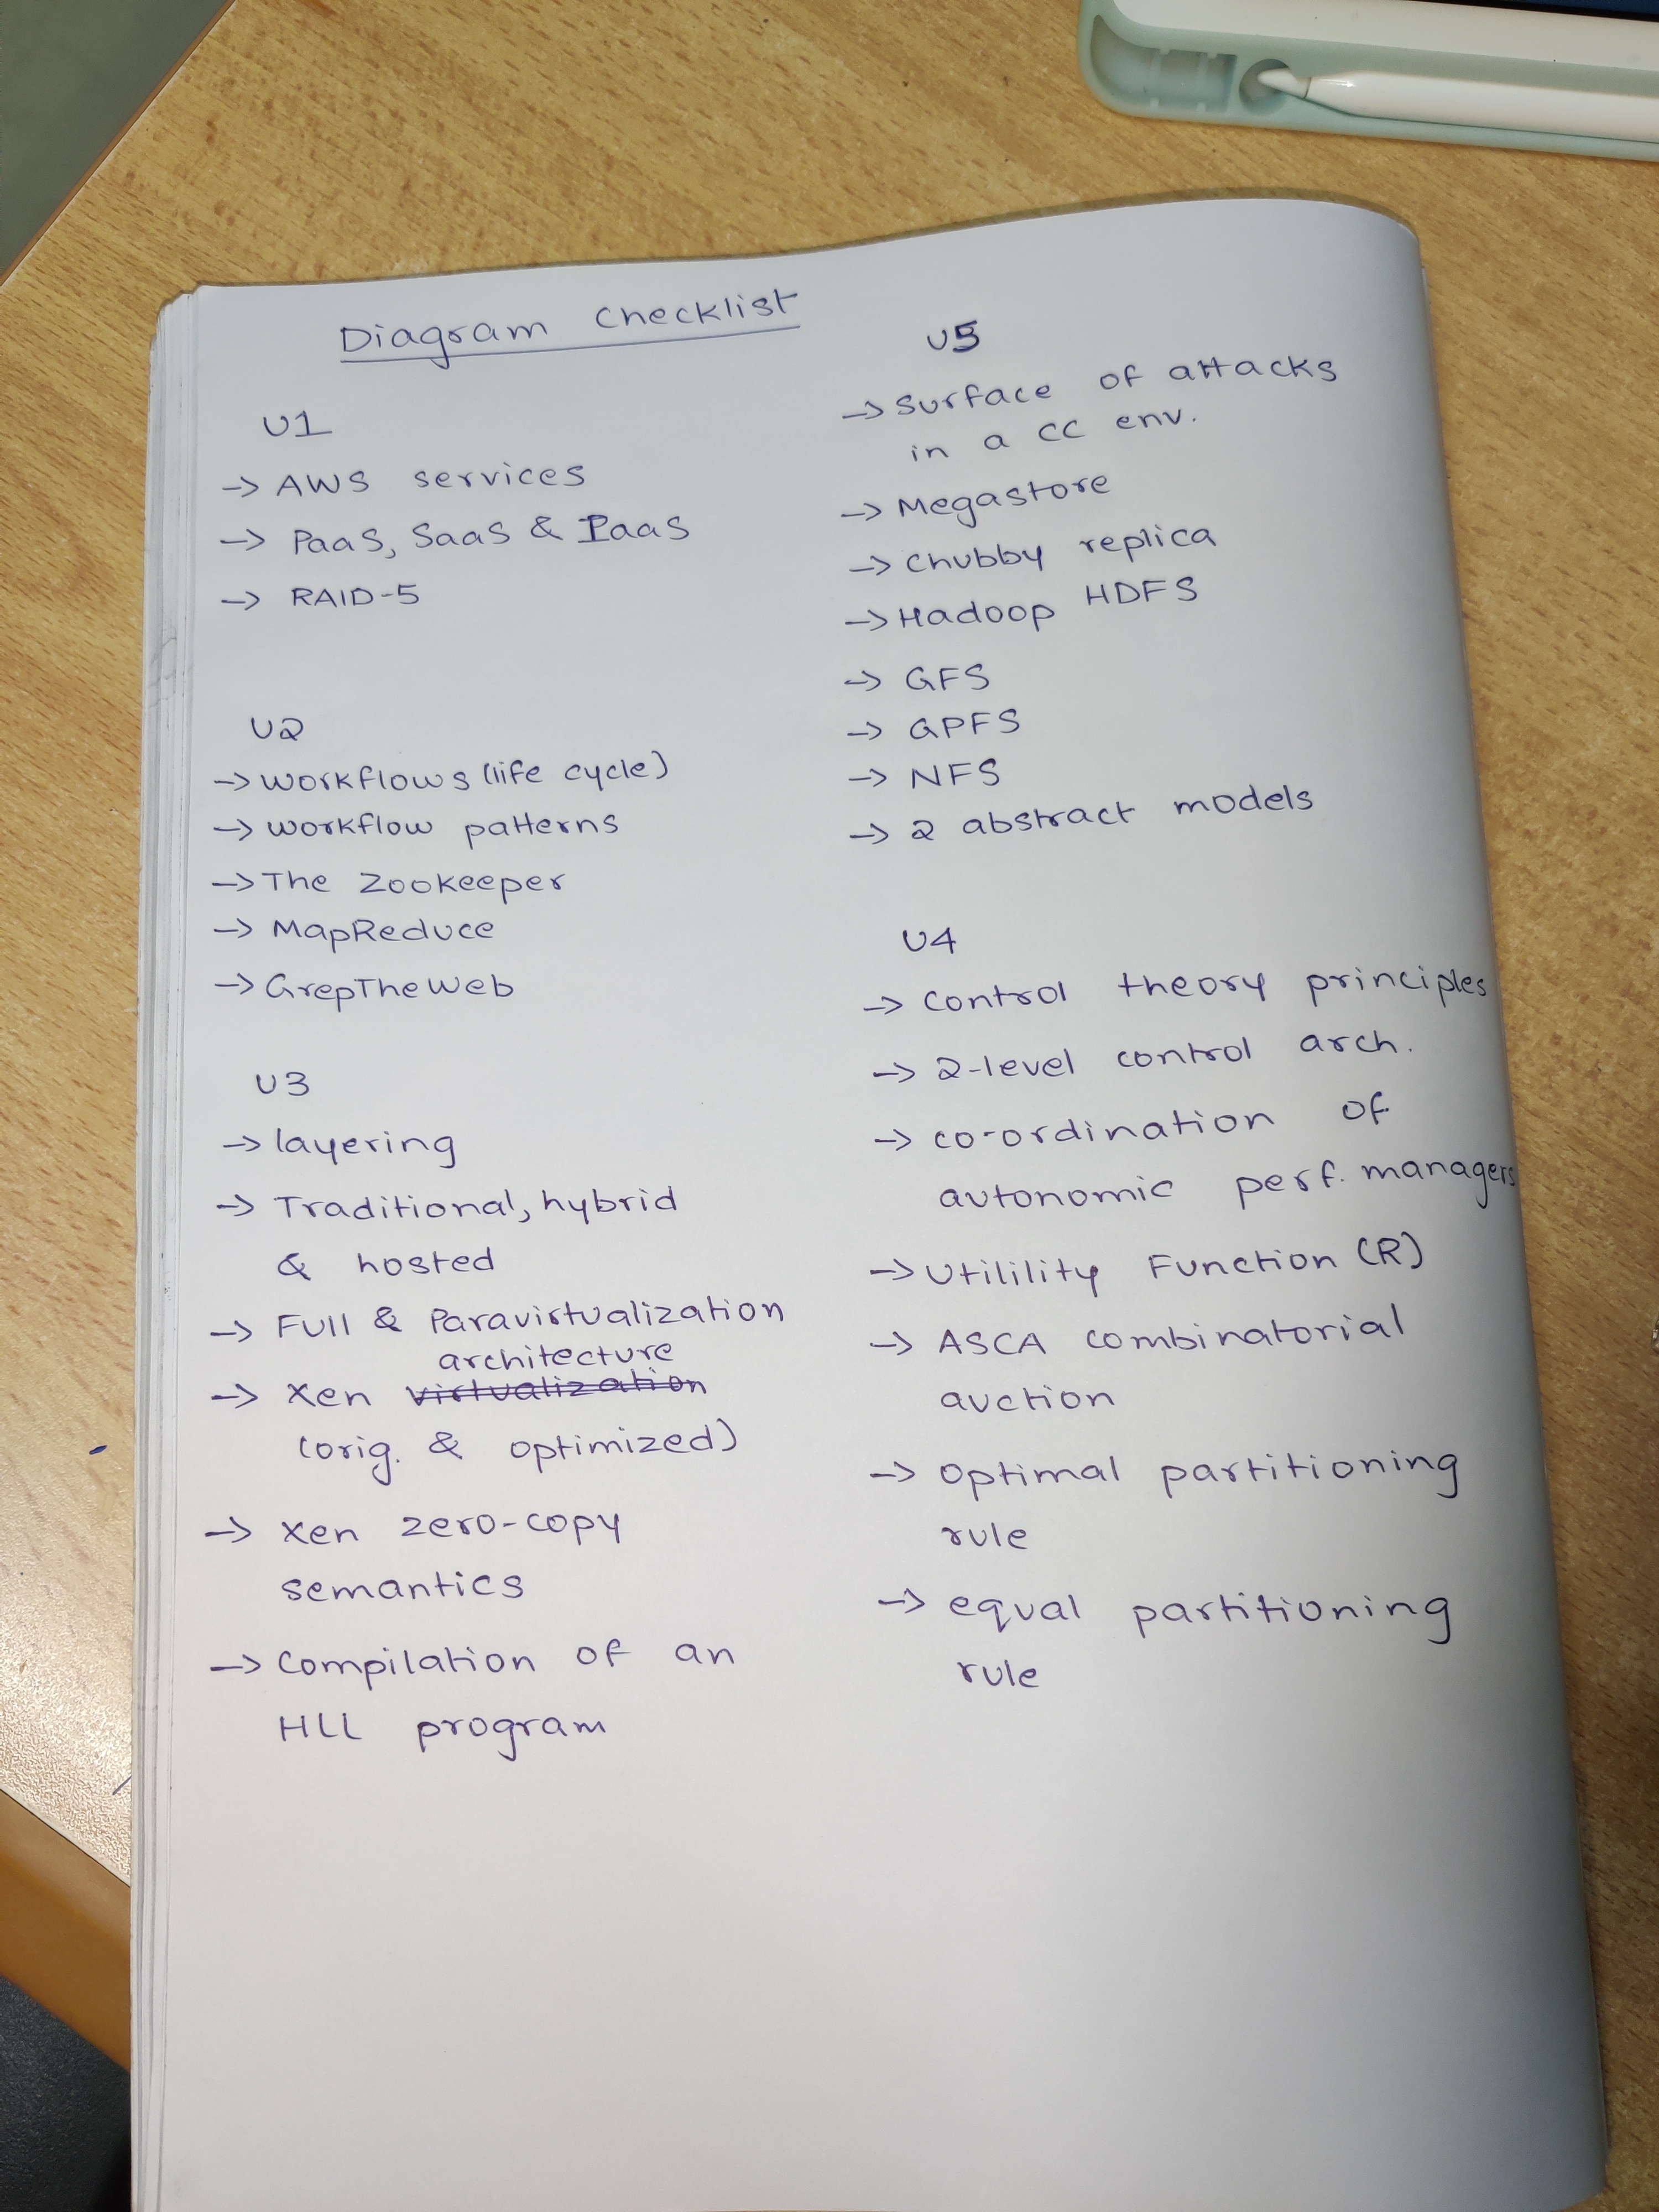 Diagram Checklist
U1
→ AWS services
→ PaaS, SaaS & IaaS
→ RAID-5
U2
→ workflows (life cycle)
→ workflow patterns
→ The Zookeeper
→ MapReduce
→ GrepTheWeb
U3
→ layering
→ Traditional, hybrid
& hosted
→ Full & Paravirtualization
architecture
→ Xen ~~virtualization~~
(orig. & optimized)
→ Xen zero-copy
semantics
→ Compilation of an
HLL program
U5
→ Surface of attacks
in a CC env.
→ Megastore
→ Chubby replica
→ Hadoop HDFS
→ GFS
→ GPFS
→ NFS
→ 2 abstract models
U4
→ control theory principles
→ 2-level control arch.
→ co-ordination of
autonomic perf. managers
→ Utilility Function (R)
→ ASCA combinatorial
auction
→ Optimal partitioning
rule
→ equal partitioning
rule